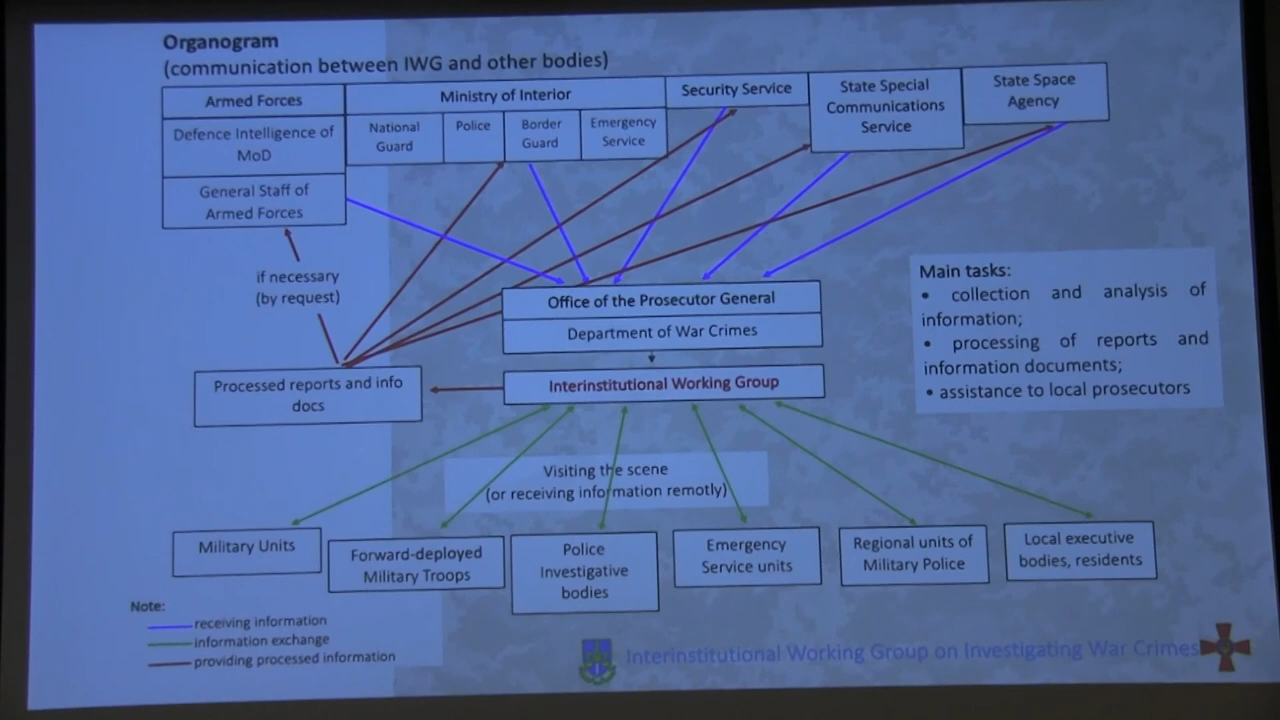 Organogram
(communication between IWG and other bodies)
Armed Forces
Defence Intelligence of
MoD
General Staff of
Armed Forces
Ministry of Interior
National
Guard
Police
Border
Guard
Emergency
Service
Security Service
State Special
Communications
Service
State Space
Agency
if necessary
(by request)
Office of the Prosecutor General
Department of War Crimes
Interinstitutional Working Group
Processed reports and info
docs
Main tasks:
• collection and analysis of
information;
• processing of reports and
information documents;
• assistance to local prosecutors
Visiting the scene
(or receiving information remotly)
Military Units
Forward-deployed
Military Troops
Police
Investigative
bodies
Emergency
Service units
Regional units of
Military Police
Local executive
bodies, residents
Note:
receiving information
information exchange
providing processed information
Interinstitutional Working Group on Investigating War Crimes